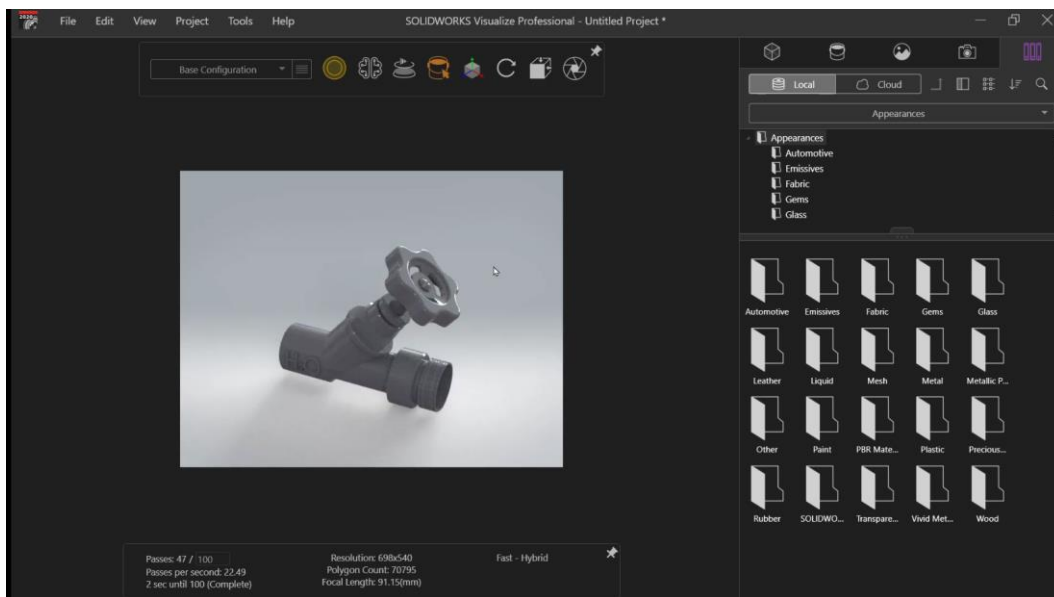 2020
File Edit View Project Tools Help
SOLIDWORKS Visualize Professional - Untitled Project *
Base Configuration
Local
Cloud
Appearances
Appearances
Automotive
Emissives
Fabric
Gems
Glass
H2O
Automotive Emissives Fabric Gems Glass
Leather Liquid Mesh Metal Metallic P...
Other Paint PBR Mate... Plastic Precious...
Rubber SOLIDWO... Transpare... Vivid Met... Wood
Passes: 47 / 100
Passes per second: 22.49
2 sec until 100 (Complete)
Resolution: 698x540
Polygon Count: 70795
Focal Length: 91.15(mm)
Fast - Hybrid